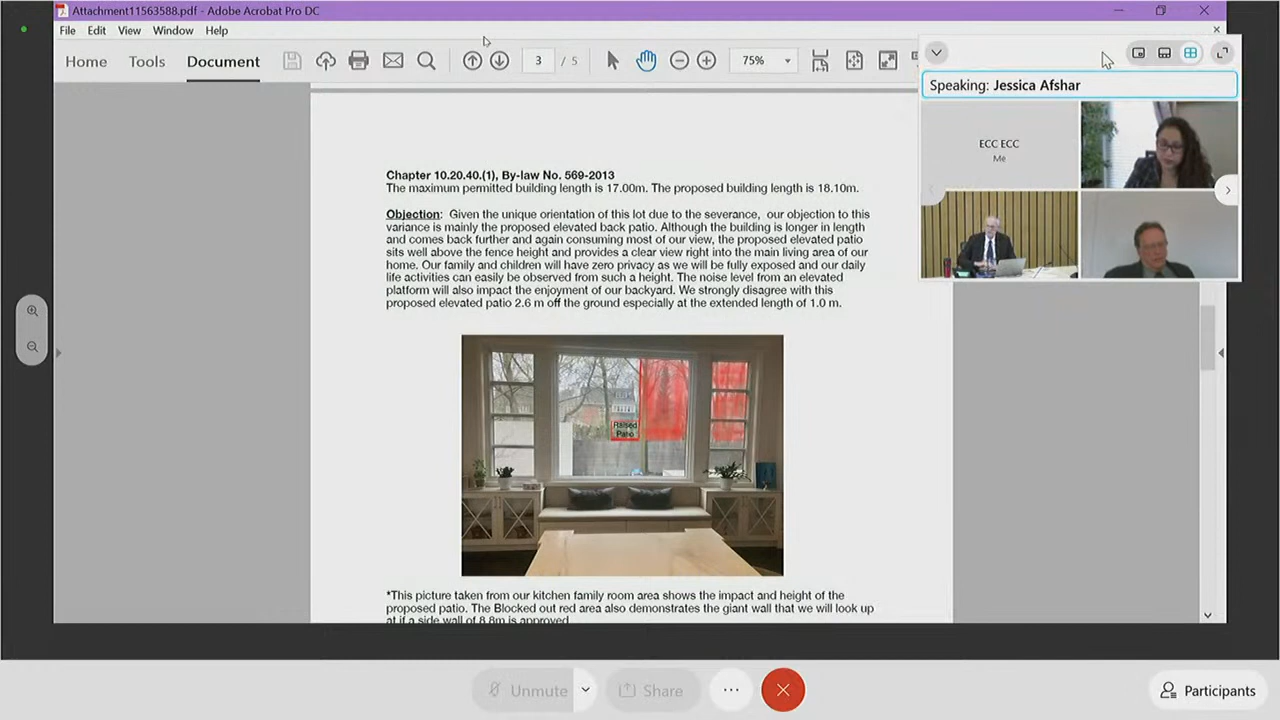 Attachment11563588.pdf - Adobe Acrobat Pro DC
File Edit View Window Help
Home Tools Document 3 / 5 75%
Speaking: Jessica Afshar
ECC ECC
Me
Chapter 10.20.40.(1), By-law No. 569-2013
The maximum permitted building length is 17.00m. The proposed building length is 18.10m.
Objection: Given the unique orientation of this lot due to the severance, our objection to this
variance is mainly the proposed elevated back patio. Although the building is longer in length
and comes back further and again consuming most of our view, the proposed elevated patio
sits well above the fence height and provides a clear view right into the main living area of our
home. Our family and children will have zero privacy as we will be fully exposed and our daily
life activities can easily be observed from such a height. The noise level from an elevated
platform will also impact the enjoyment of our backyard. We strongly disagree with this
proposed elevated patio 2.6 m off the ground especially at the extended length of 1.0 m.
Raised
Patio
*This picture taken from our kitchen family room area shows the impact and height of the
proposed patio. The Blocked out red area also demonstrates the giant wall that we will look up
at if a side wall of 8.8m is approved
Unmute
Share
Participants